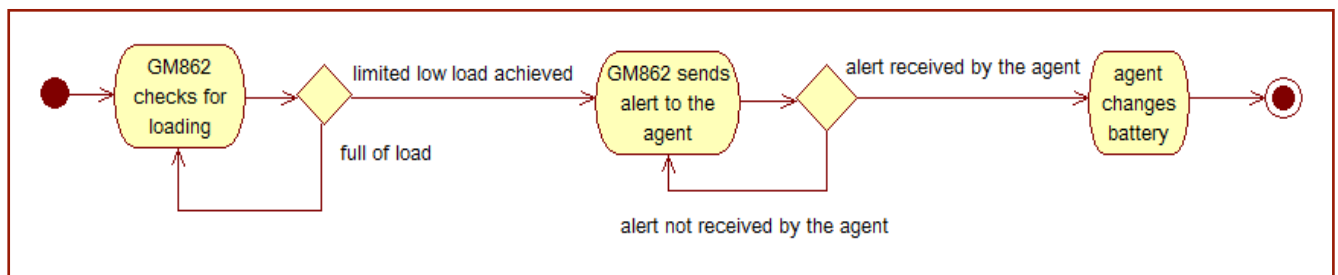 GM862
checks for
loading
limited low load achieved
full of load
GM862 sends
alert to the
agent
alert received by the agent
alert not received by the agent
agent
changes
battery